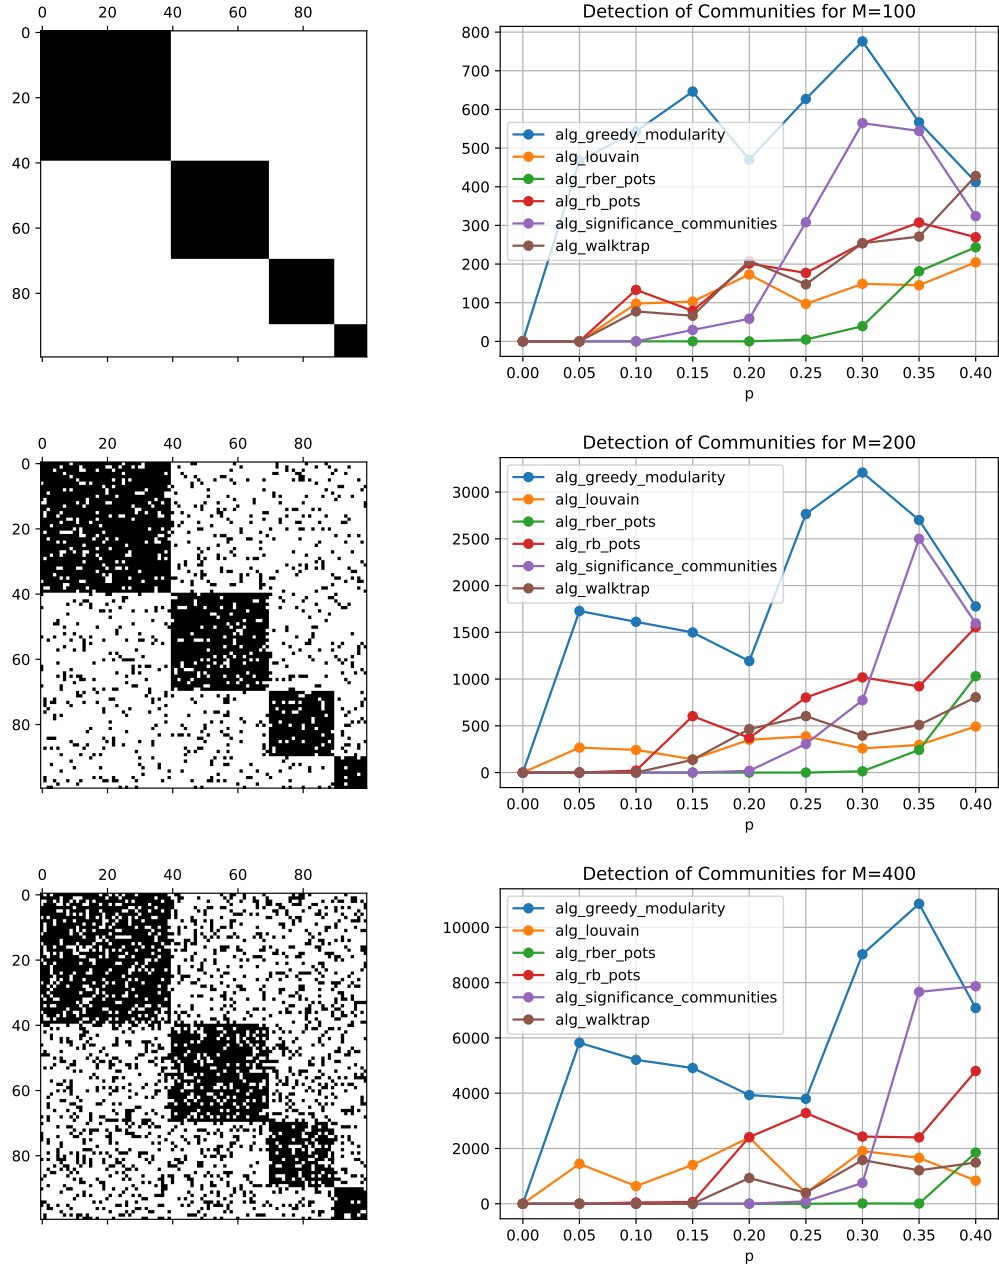 0 20 40 60 80
0
20
40
60
80
Detection of Communities for M=100
800
700
600
500
400
300
200
100
0
alg_greedy_modularity
alg_louvain
alg_rber_pots
alg_rb_pots
alg_significance_communities
alg_walktrap
0.00 0.05 0.10 0.15 0.20 0.25 0.30 0.35 0.40
p
0 20 40 60 80
0
20
40
60
80
Detection of Communities for M=200
3000
2500
2000
1500
1000
500
0
alg_greedy_modularity
alg_louvain
alg_rber_pots
alg_rb_pots
alg_significance_communities
alg_walktrap
0.00 0.05 0.10 0.15 0.20 0.25 0.30 0.35 0.40
p
0 20 40 60 80
0
20
40
60
80
Detection of Communities for M=400
10000
8000
6000
4000
2000
0
alg_greedy_modularity
alg_louvain
alg_rber_pots
alg_rb_pots
alg_significance_communities
alg_walktrap
0.00 0.05 0.10 0.15 0.20 0.25 0.30 0.35 0.40
p